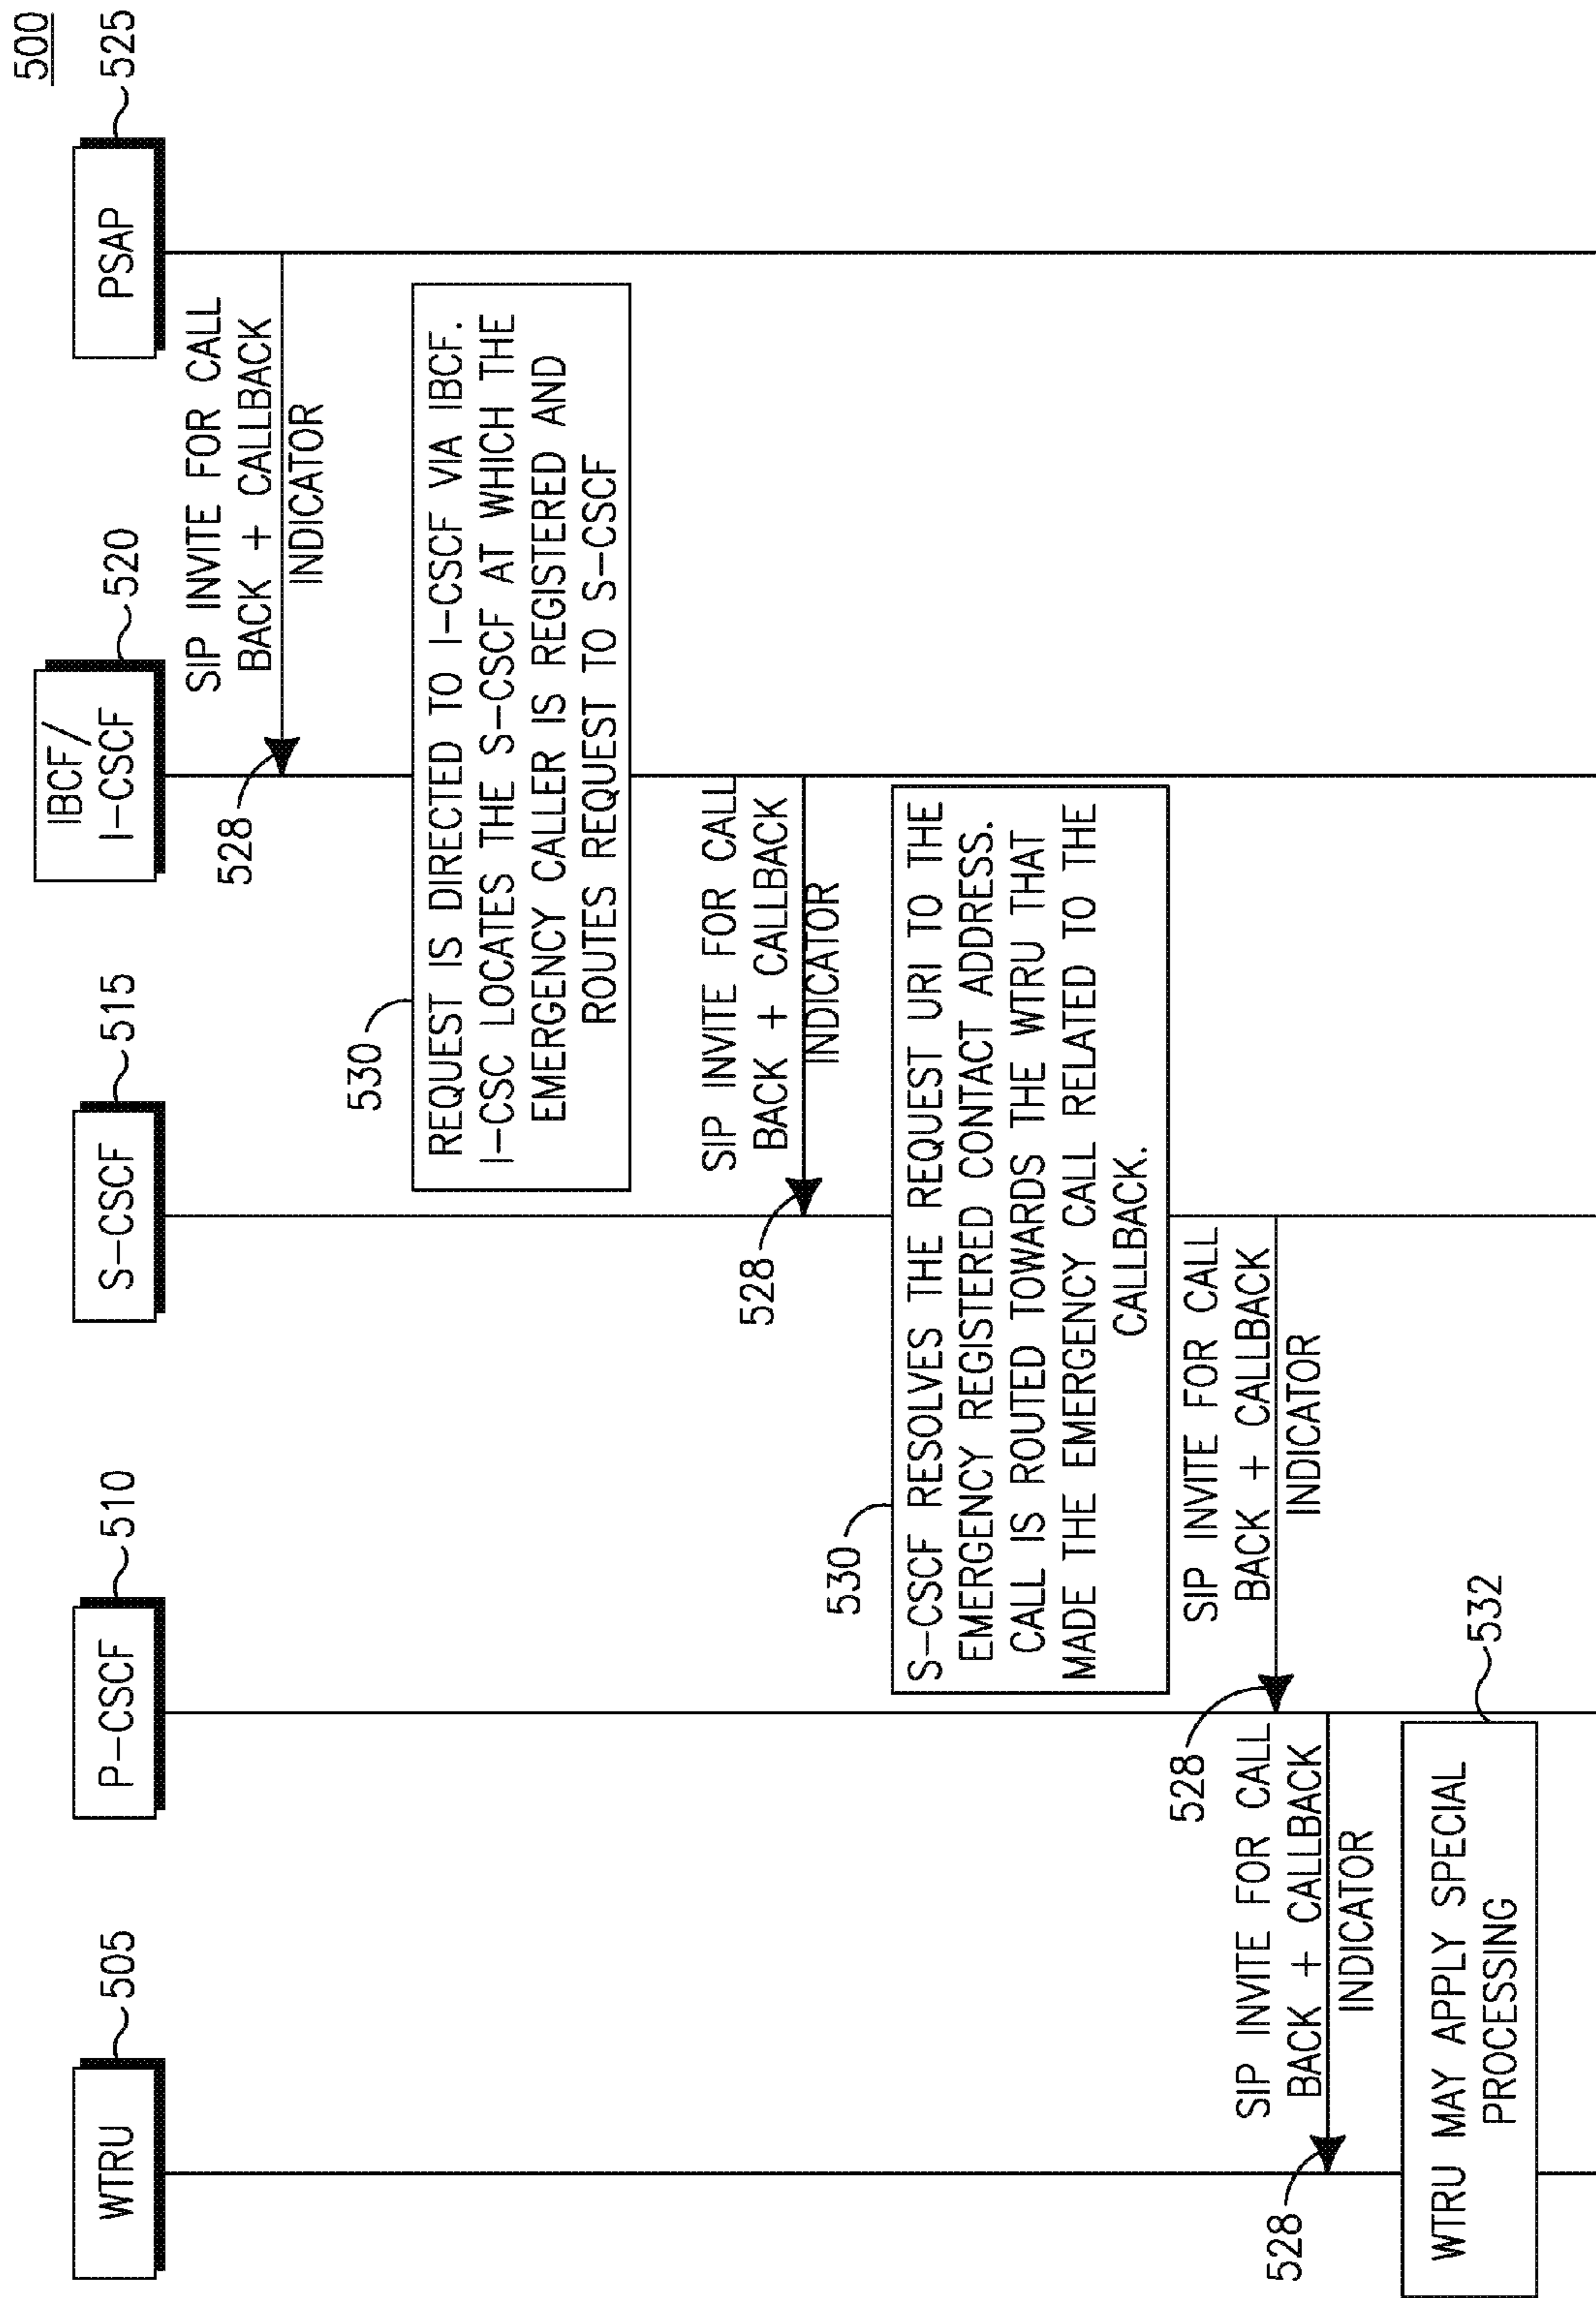 500
WTRU
505
P-CSCF
510
S-CSCF
515
IBCF/
I-CSCF
520
PSAP
525
SIP INVITE FOR CALL
BACK + CALLBACK
INDICATOR
528
530
REQUEST IS DIRECTED TO I-CSCF VIA IBCF.
I-CSC LOCATES THE S-CSCF AT WHICH THE
EMERGENCY CALLER IS REGISTERED AND
ROUTES REQUEST TO S-CSCF
SIP INVITE FOR CALL
BACK + CALLBACK
INDICATOR
528
530
S-CSCF RESOLVES THE REQUEST URI TO THE
EMERGENCY REGISTERED CONTACT ADDRESS.
CALL IS ROUTED TOWARDS THE WTRU THAT
MADE THE EMERGENCY CALL RELATED TO THE
CALLBACK.
SIP INVITE FOR CALL
BACK + CALLBACK
INDICATOR
528
SIP INVITE FOR CALL
BACK + CALLBACK
INDICATOR
528
532
WTRU MAY APPLY SPECIAL
PROCESSING